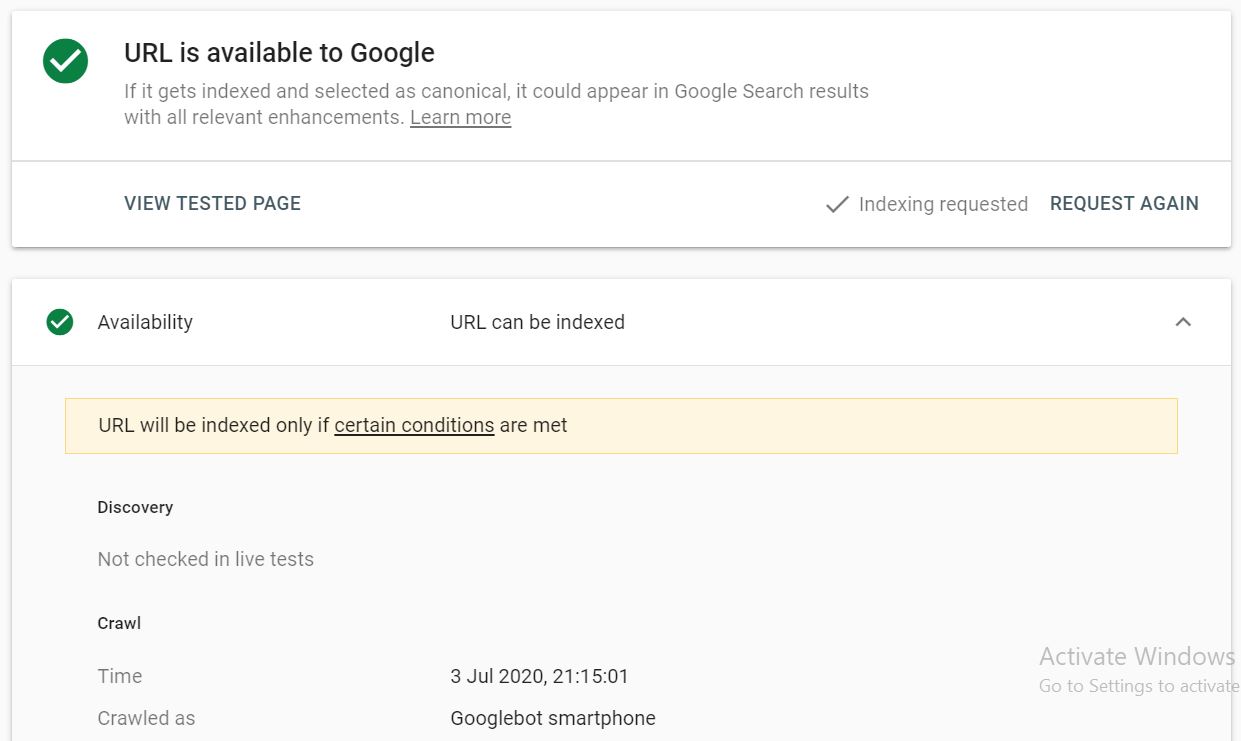 URL is available to Google
If it gets indexed and selected as canonical, it could appear in Google Search results
with all relevant enhancements. Learn more
VIEW TESTED PAGE
Indexing requested
REQUEST AGAIN
Availability
URL can be indexed
URL will be indexed only if certain conditions are met
Discovery
Not checked in live tests
Crawl
Time
3 Jul 2020, 21:15:01
Crawled as
Googlebot smartphone
Activate Windows
Go to Settings to activate